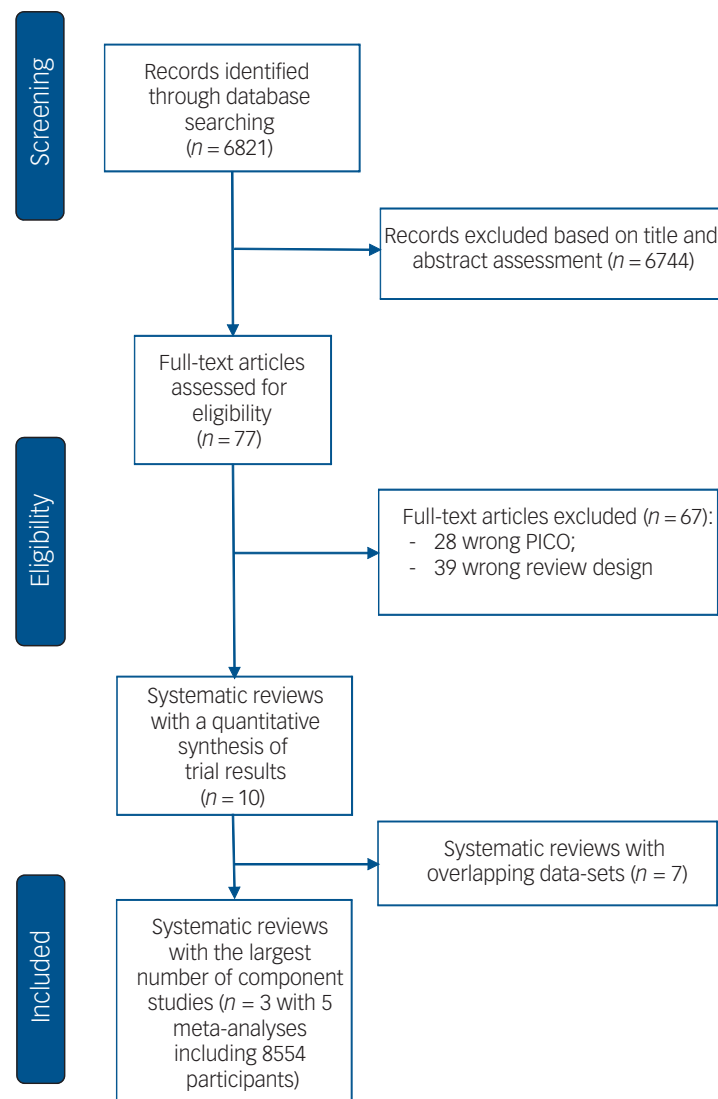 Screening
Records identified
through database
searching
(n = 6821)
Records excluded based on title and
abstract assessment (n = 6744)
Full-text articles
assessed for
eligibility
(n = 77)
Eligibility
Full-text articles excluded (n = 67):
- 28 wrong PICO;
- 39 wrong review design
Systematic reviews
with a quantitative
synthesis of
trial results
(n = 10)
Systematic reviews with
overlapping data-sets (n = 7)
Included
Systematic reviews
with the largest
number of component
studies (n = 3 with 5
meta-analyses
including 8554
participants)